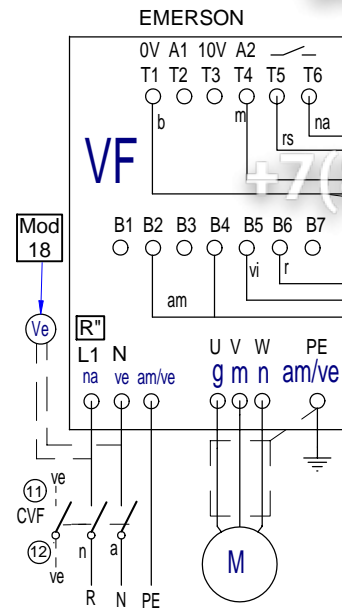 EMERSON
0V A1 10V A2
T1 T2 T3 T4 T5 T6
b m rs na
VF
+7(
B1 B2 B3 B4 B5 B6 B7
Mod
18
am vi r
Ve
R"
L1 N U V W PE
na ve am/ve g m n am/ve
11 ve
CVF
12 n a
ve
M
R N PE